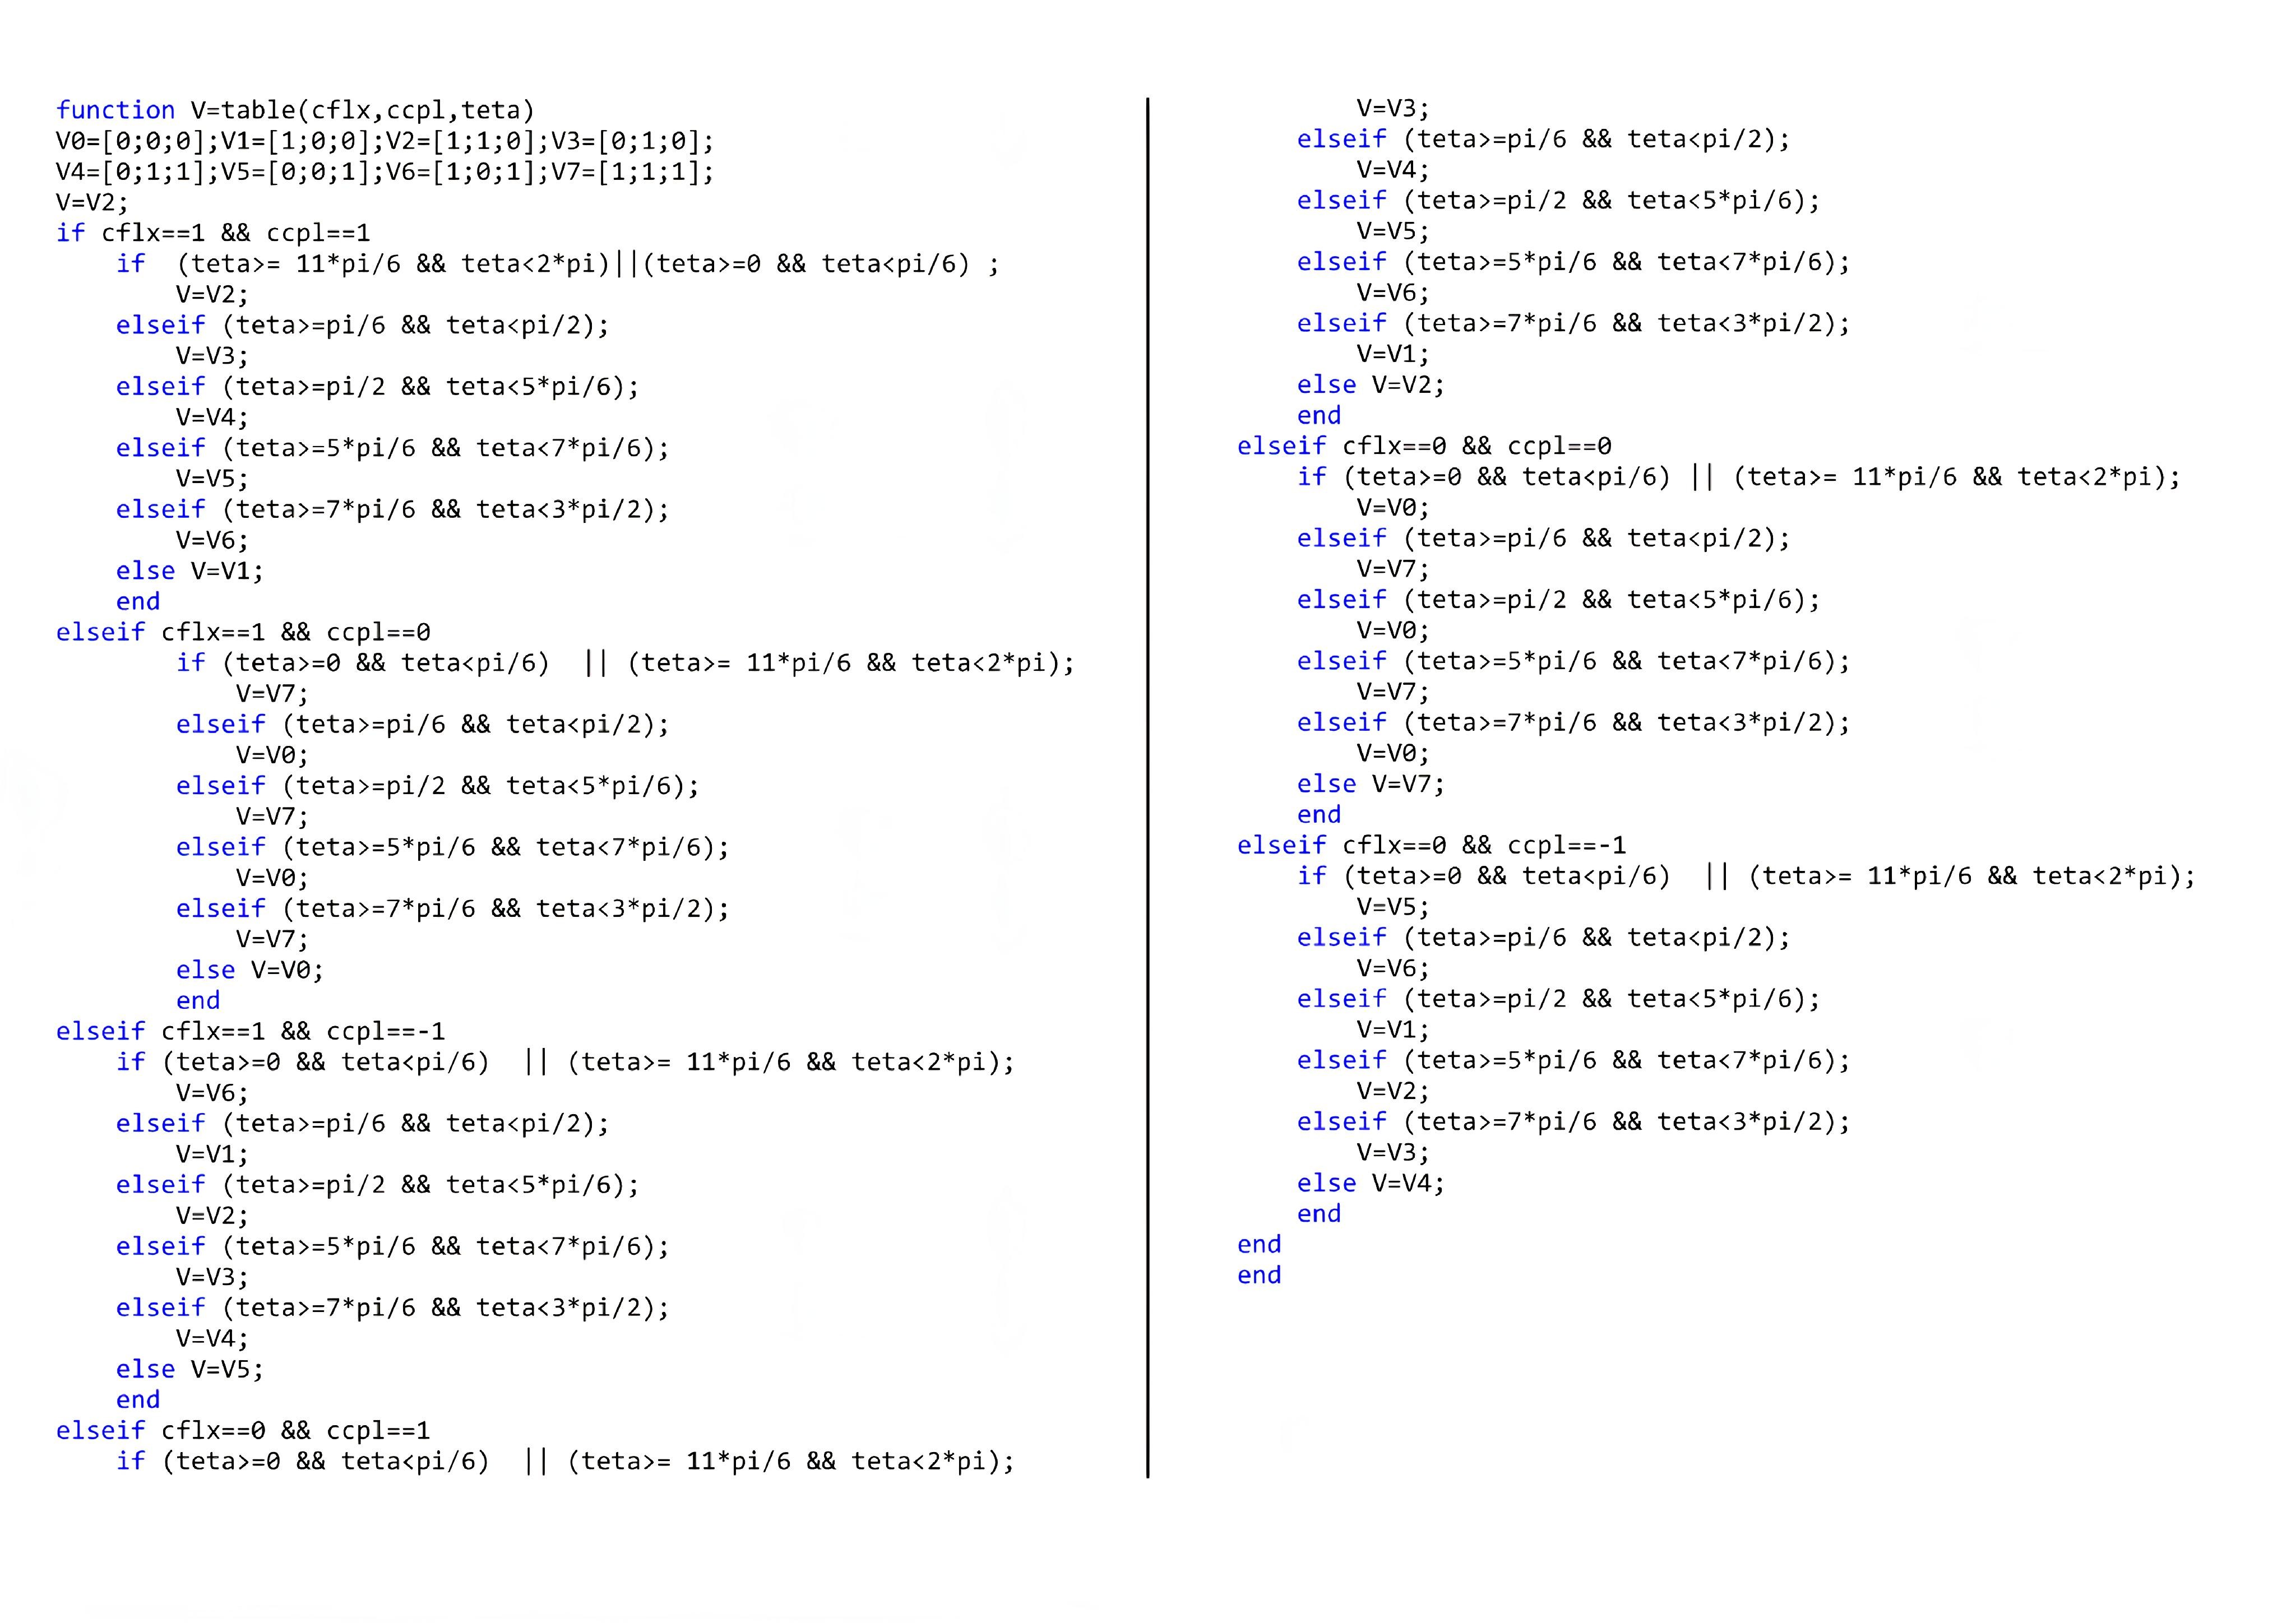 function V=table(cflx,ccpl,teta)
V0=[0;0;0];V1=[1;0;0];V2=[1;1;0];V3=[0;1;0];
V4=[0;1;1];V5=[0;0;1];V6=[1;0;1];V7=[1;1;1];
V=V2;
if cflx==1 && ccpl==1
    if  (teta>= 11*pi/6 && teta<2*pi)||(teta>=0 && teta<pi/6) ;
        V=V2;
    elseif (teta>=pi/6 && teta<pi/2);
        V=V3;
    elseif (teta>=pi/2 && teta<5*pi/6);
        V=V4;
    elseif (teta>=5*pi/6 && teta<7*pi/6);
        V=V5;
    elseif (teta>=7*pi/6 && teta<3*pi/2);
        V=V6;
    else V=V1;
    end
elseif cflx==1 && ccpl==0
        if (teta>=0 && teta<pi/6)  || (teta>= 11*pi/6 && teta<2*pi);
            V=V7;
        elseif (teta>=pi/6 && teta<pi/2);
            V=V0;
        elseif (teta>=pi/2 && teta<5*pi/6);
            V=V7;
        elseif (teta>=5*pi/6 && teta<7*pi/6);
            V=V0;
        elseif (teta>=7*pi/6 && teta<3*pi/2);
            V=V7;
        else V=V0;
        end
elseif cflx==1 && ccpl==-1
    if (teta>=0 && teta<pi/6)  || (teta>= 11*pi/6 && teta<2*pi);
        V=V6;
    elseif (teta>=pi/6 && teta<pi/2);
        V=V1;
    elseif (teta>=pi/2 && teta<5*pi/6);
        V=V2;
    elseif (teta>=5*pi/6 && teta<7*pi/6);
        V=V3;
    elseif (teta>=7*pi/6 && teta<3*pi/2);
        V=V4;
    else V=V5;
    end
elseif cflx==0 && ccpl==1
    if (teta>=0 && teta<pi/6)  || (teta>= 11*pi/6 && teta<2*pi);
        V=V3;
    elseif (teta>=pi/6 && teta<pi/2);
        V=V4;
    elseif (teta>=pi/2 && teta<5*pi/6);
        V=V5;
    elseif (teta>=5*pi/6 && teta<7*pi/6);
        V=V6;
    elseif (teta>=7*pi/6 && teta<3*pi/2);
        V=V1;
    else V=V2;
    end
elseif cflx==0 && ccpl==0
    if (teta>=0 && teta<pi/6) || (teta>= 11*pi/6 && teta<2*pi);
        V=V0;
    elseif (teta>=pi/6 && teta<pi/2);
        V=V7;
    elseif (teta>=pi/2 && teta<5*pi/6);
        V=V0;
    elseif (teta>=5*pi/6 && teta<7*pi/6);
        V=V7;
    elseif (teta>=7*pi/6 && teta<3*pi/2);
        V=V0;
    else V=V7;
    end
elseif cflx==0 && ccpl==-1
    if (teta>=0 && teta<pi/6)  || (teta>= 11*pi/6 && teta<2*pi);
        V=V5;
    elseif (teta>=pi/6 && teta<pi/2);
        V=V6;
    elseif (teta>=pi/2 && teta<5*pi/6);
        V=V1;
    elseif (teta>=5*pi/6 && teta<7*pi/6);
        V=V2;
    elseif (teta>=7*pi/6 && teta<3*pi/2);
        V=V3;
    else V=V4;
    end
end
end